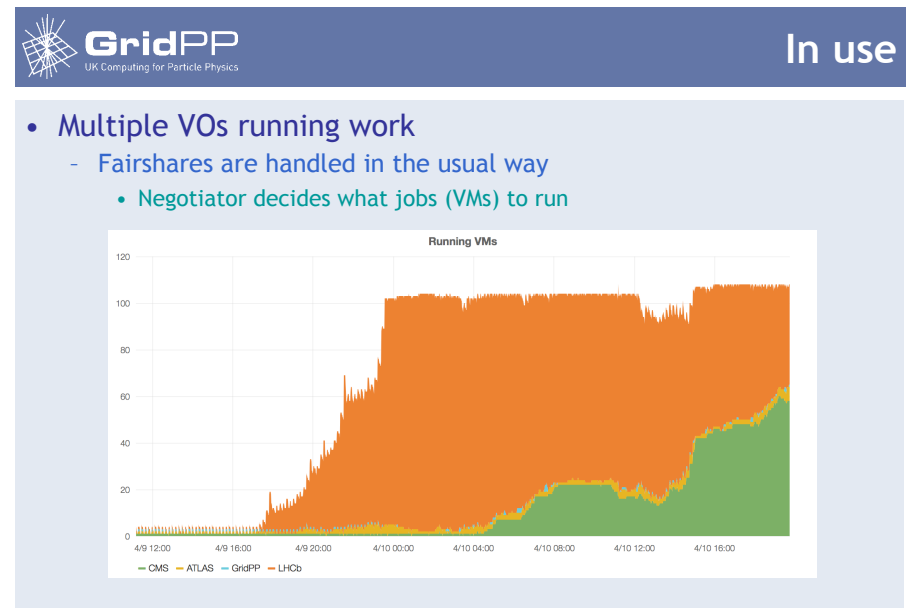 GridPP
UK Computing for Particle Physics
In use
• Multiple VOs running work
– Fairshares are handled in the usual way
• Negotiator decides what jobs (VMs) to run
Running VMs
120
100
80
60
40
20
0
4/9 12:00 4/9 16:00 4/9 20:00 4/10 00:00 4/10 04:00 4/10 08:00 4/10 12:00 4/10 16:00
CMS ATLAS GridPP LHCb